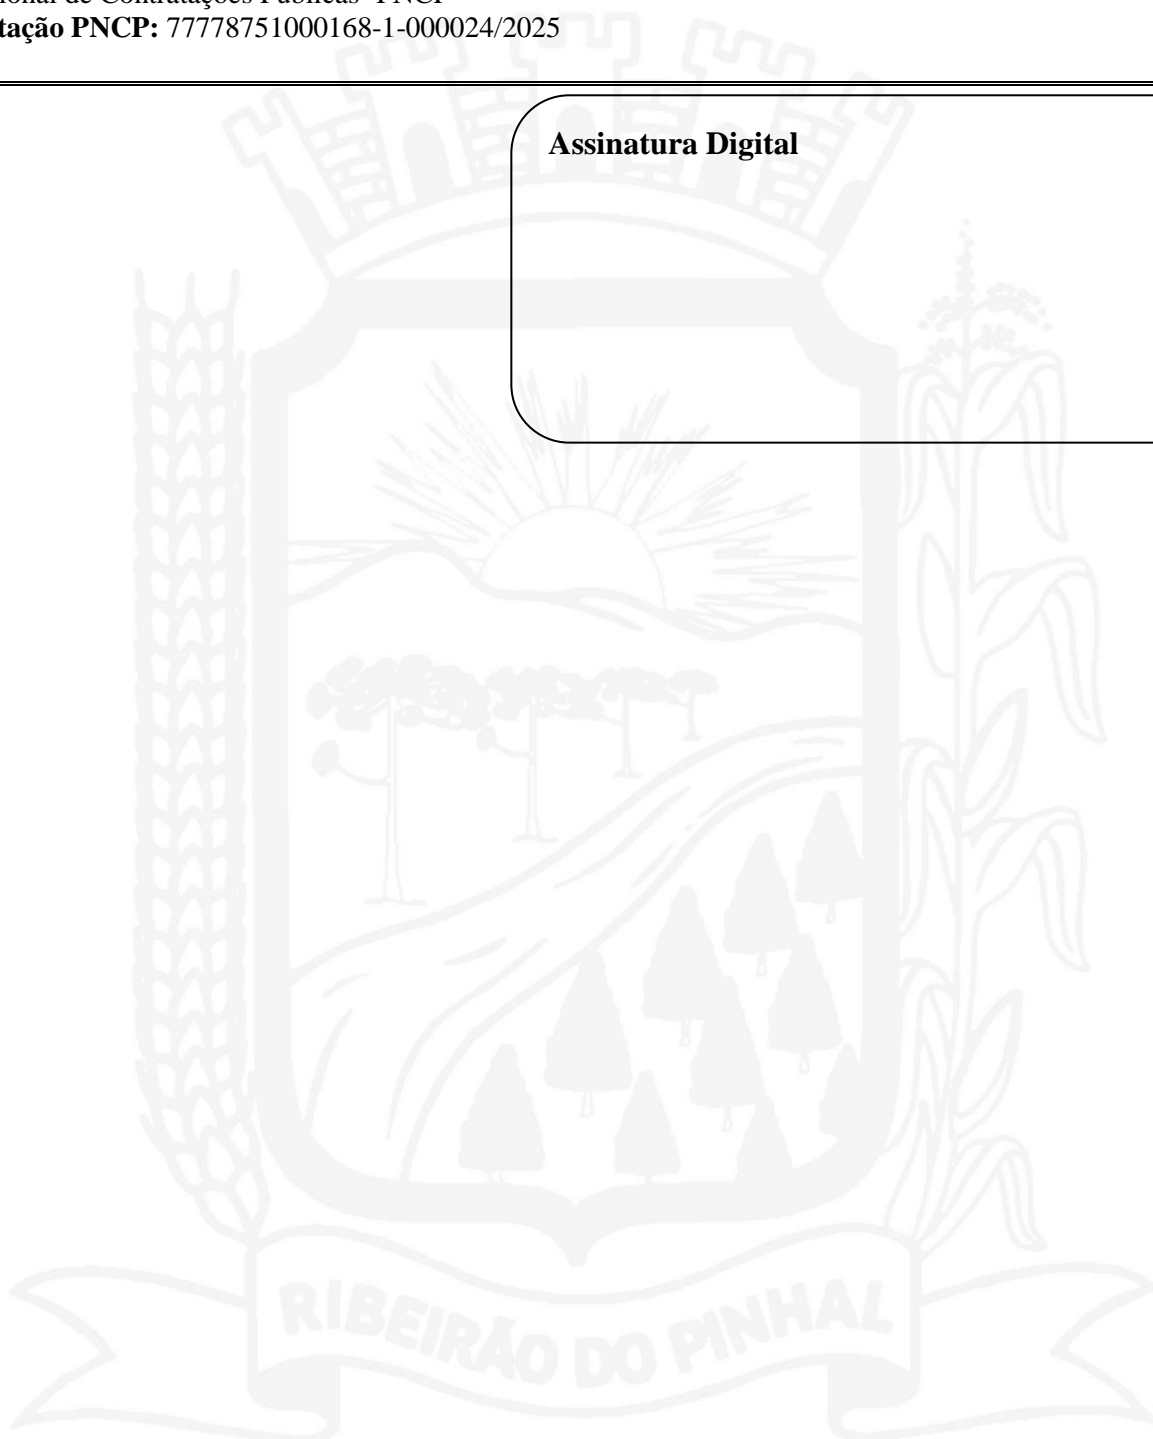 ional de Contratações Públicas- PNCP
tação PNCP: 77778751000168-1-000024/2025
Assinatura Digital
RIBEIRÃO DO PINHAL